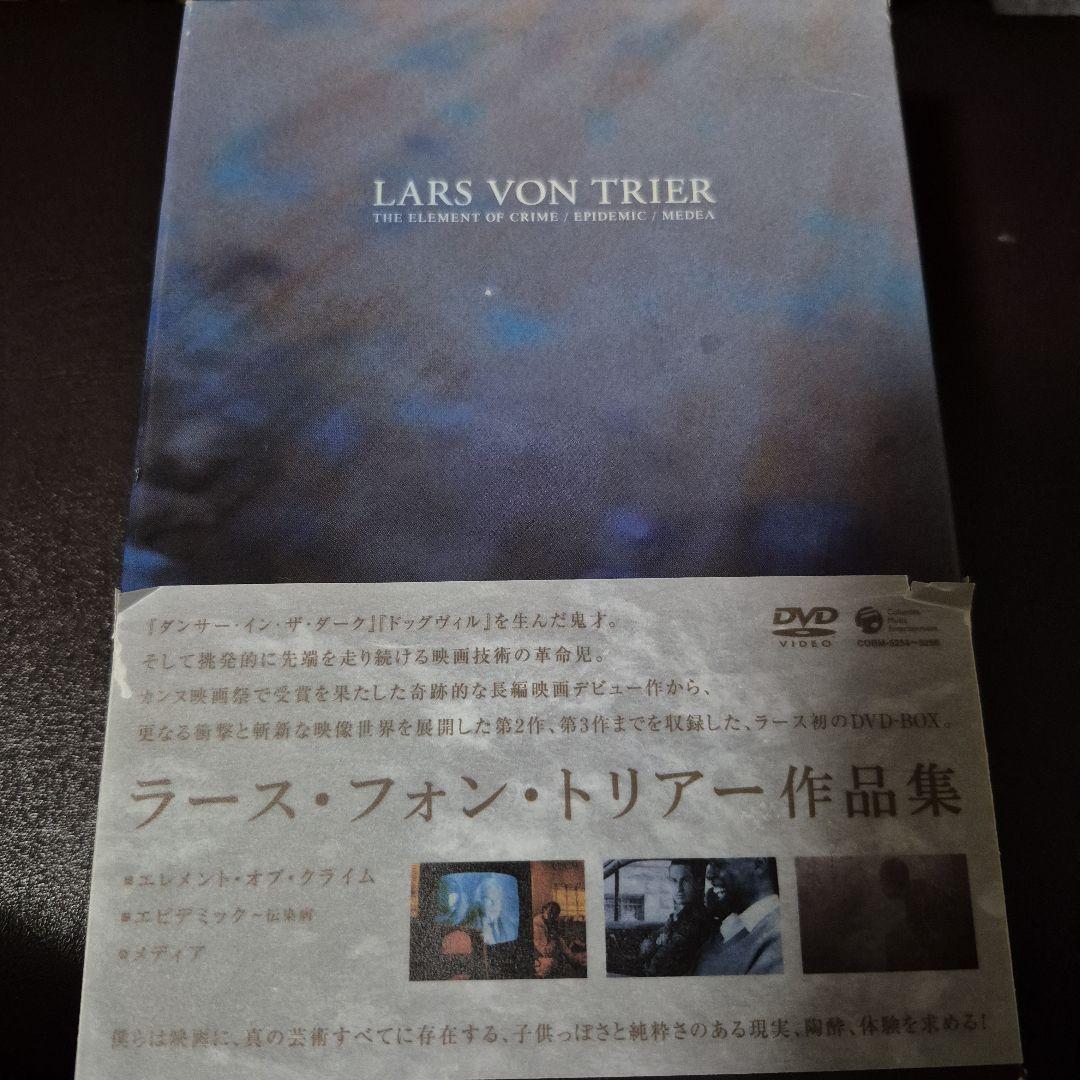 LARS VON TRIER
THE ELEMENT OF CRIME / EPIDEMIC / MEDEA
『ダンサー・イン・ザ・ダーク』『ドッグヴィル』を生んだ鬼才。
そして挑発的に先端を走り続ける映画技術の革命児。
カンヌ映画祭で受賞を果たした奇跡的な長編映画デビュー作から、
更なる衝撃と斬新な映像世界を展開した第2作、第3作までを収録した、ラース初のDVD-BOX。
DVD
VIDEO
Columbia
Music
Entertainment
ラース・フォン・トリアー作品集
エレメント・オブ・クライム
エピデミック〜伝染病
メディア
僕らは映画に、真の芸術すべてに存在する、子供っぽさと純粋さのある現実、陶酔、体験を求める!